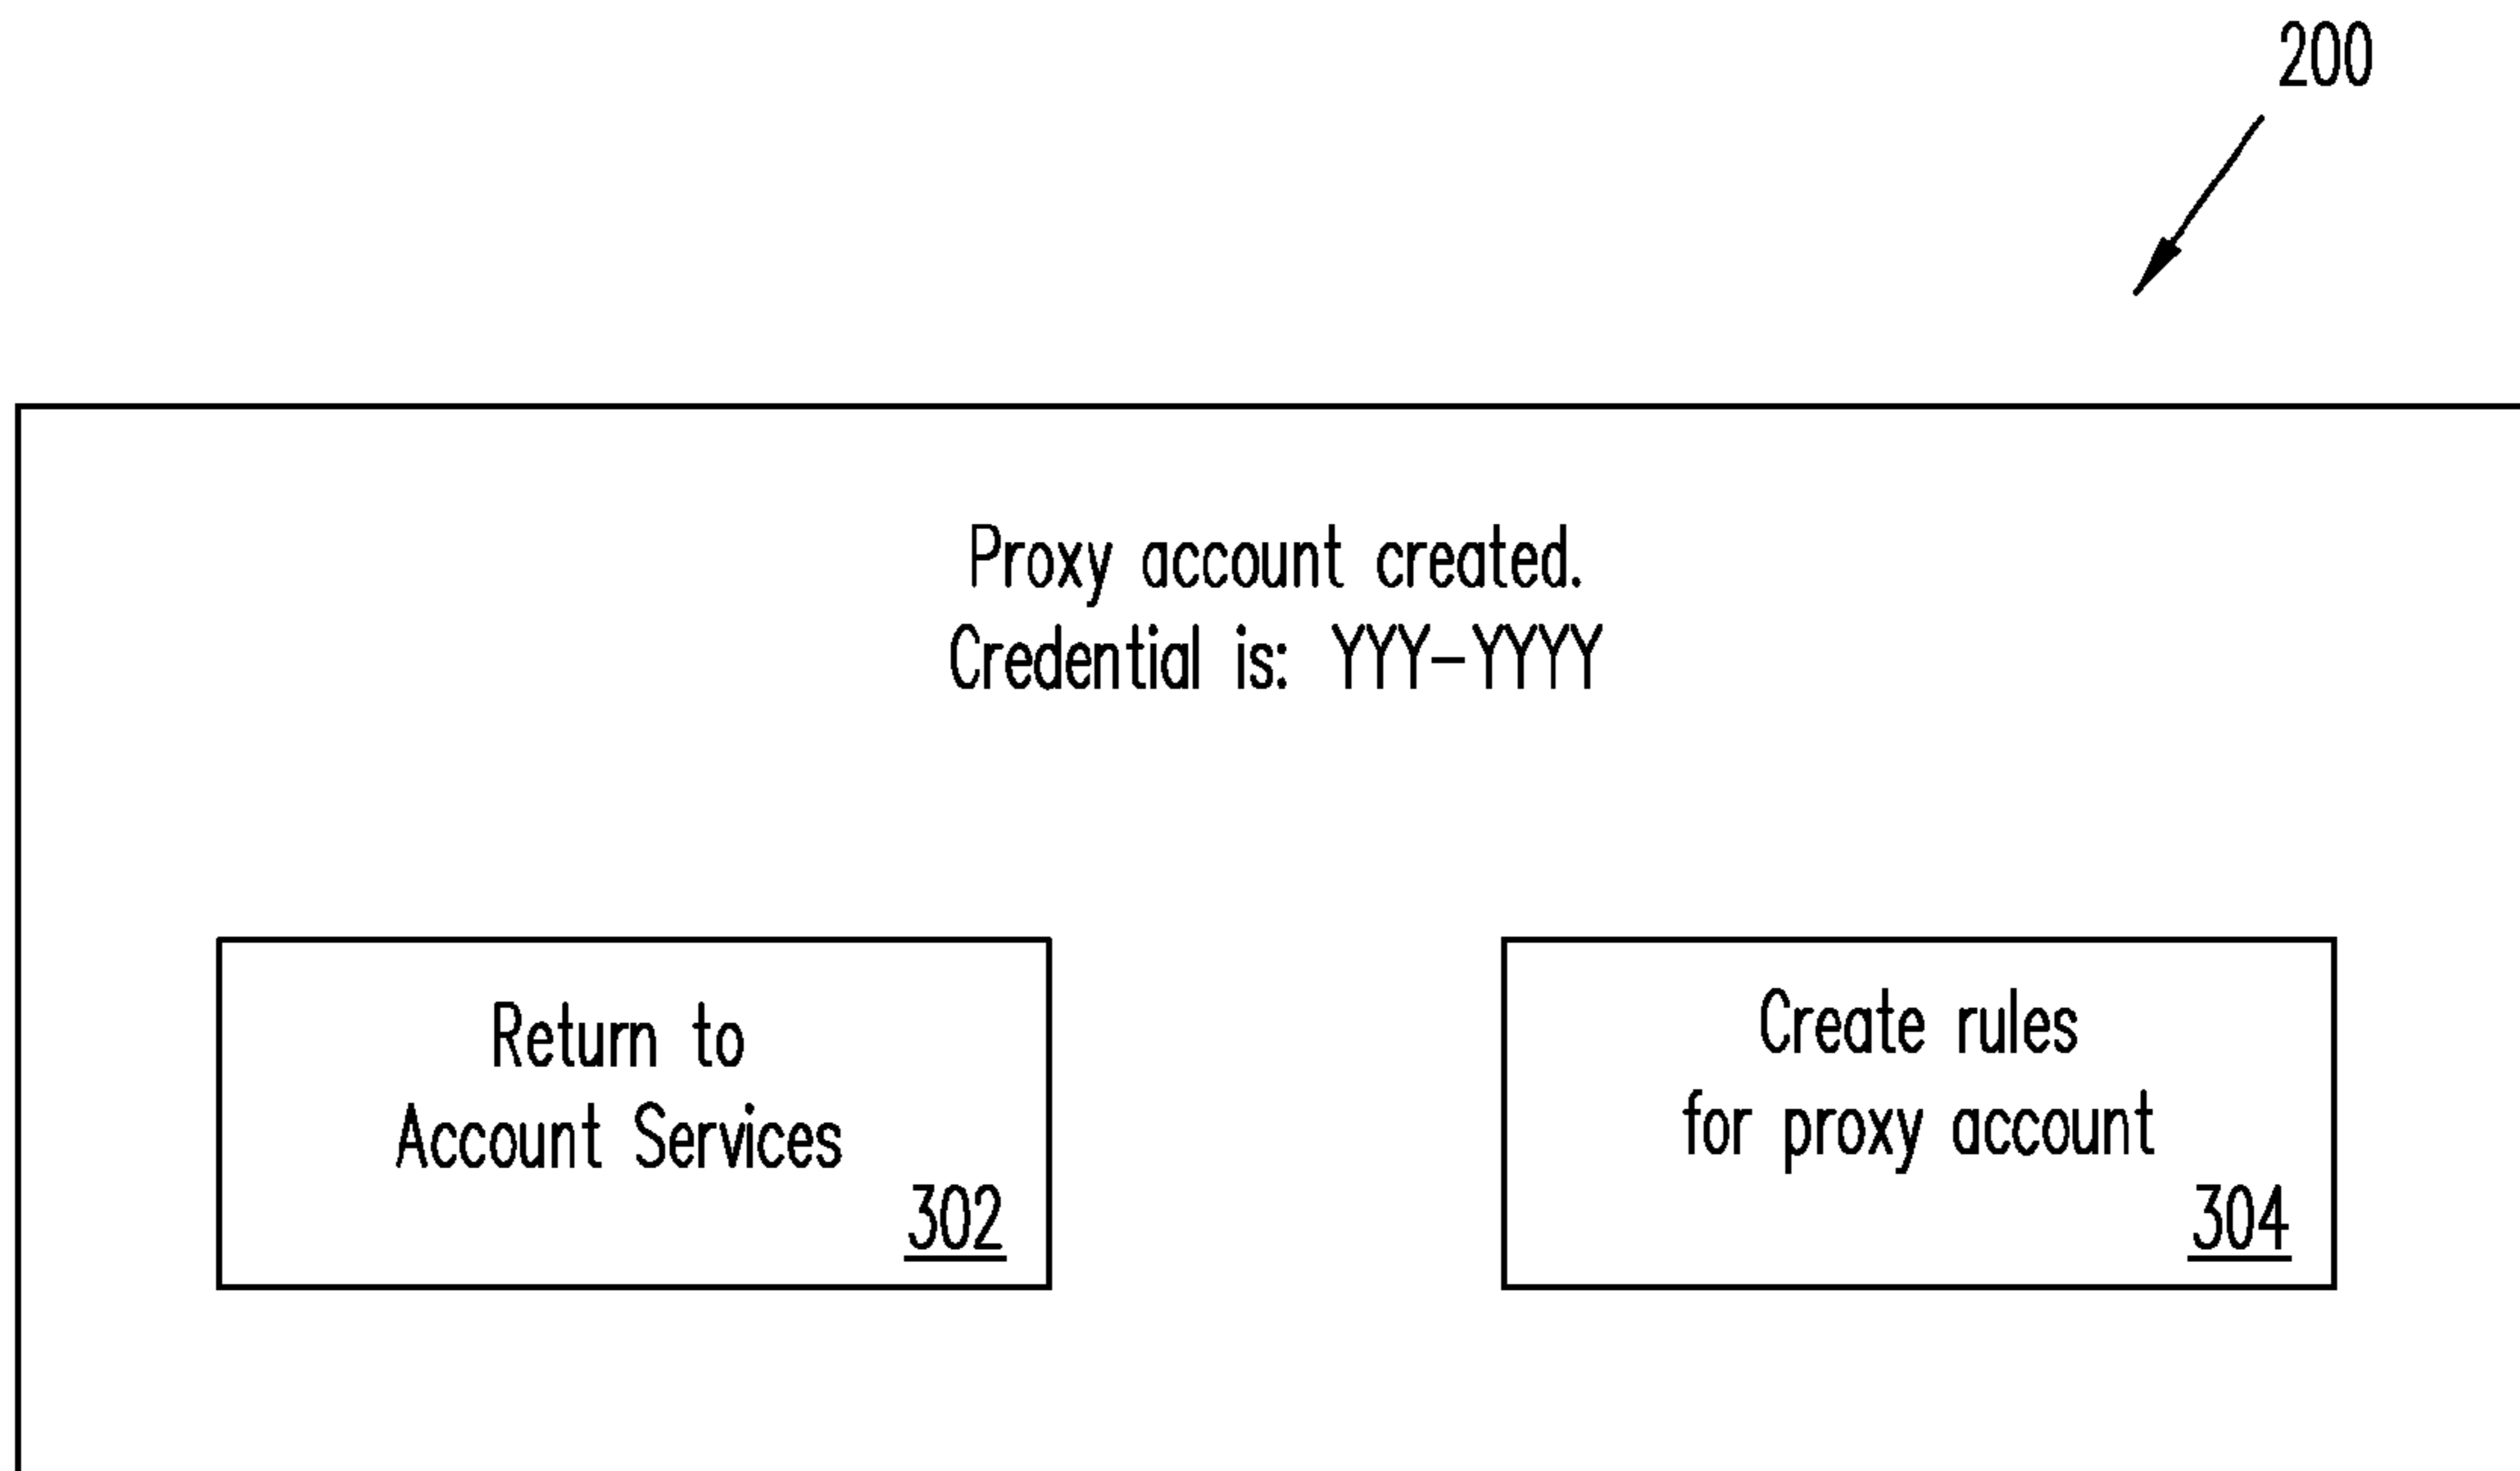 200
Proxy account created.
Credential is: YYY-YYYY
Return to
Account Services
302
Create rules
for proxy account
304